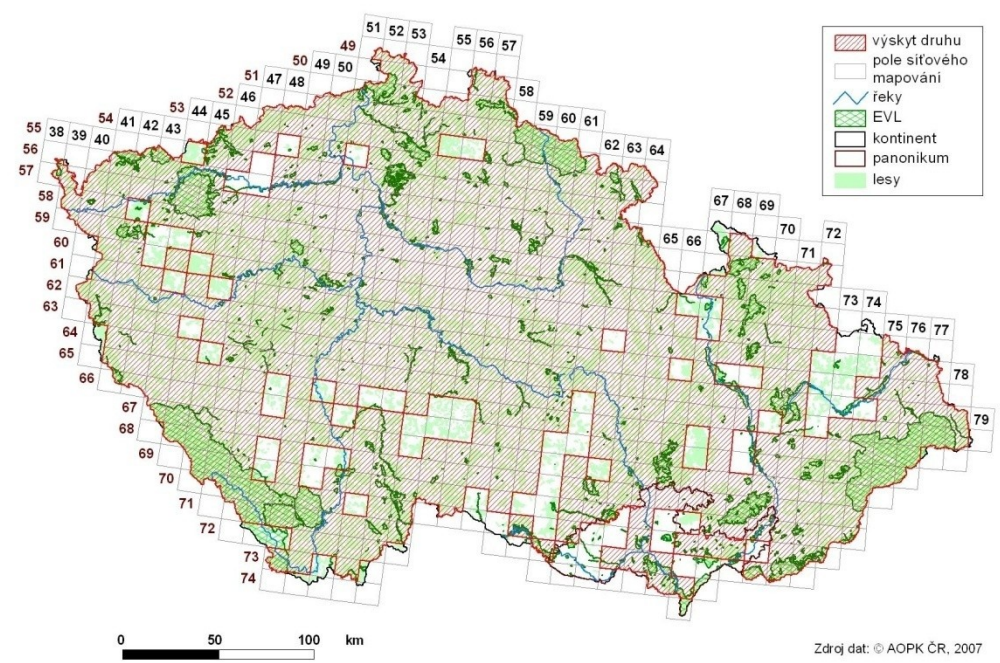 51 52 53
55 56 57
49
54
50
49 50
51
47 48
58
52
46
53
44 45
59 60 61
54
41 42 43
62 63 64
55
38 39 40
56
57
58
59
60
61
62
63
64
65
66
67
68
69
70
71
72
73
74
65 66
67 68 69
70
71
72
73 74
75 76 77
78
79
výskyt druhu
pole síťového
mapování
řeky
EVL
kontinent
panonikum
lesy
0 50 100 km
Zdroj dat: © AOPK ČR, 2007